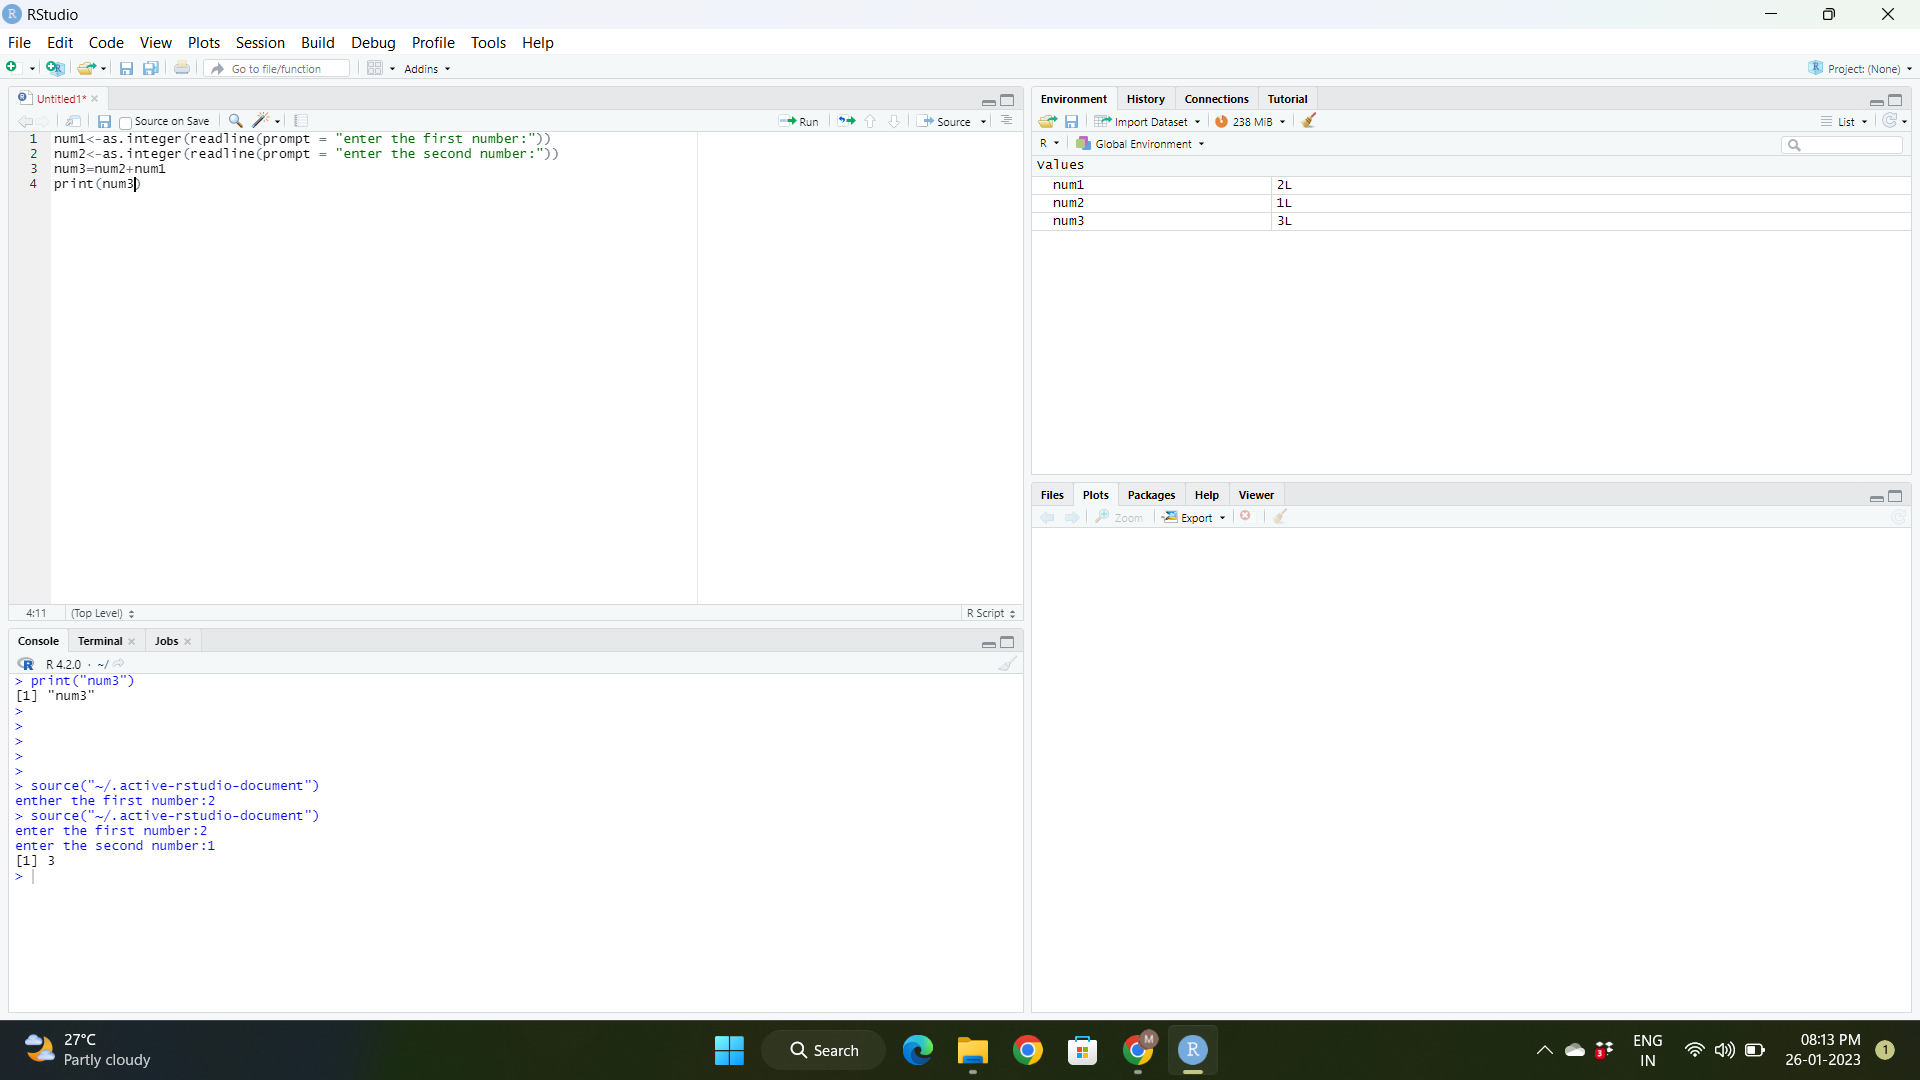 RStudio
File Edit Code View Plots Session Build Debug Profile Tools Help
Go to file/function Addins Project: (None)
Untitled1*
Source on Save Run Source
1 num1<-as.integer(readline(prompt = "enter the first number:"))
2 num2<-as.integer(readline(prompt = "enter the second number:"))
3 num3=num2+num1
4 print(num3)
4:11 (Top Level) R Script
Console Terminal Jobs
R 4.2.0 · ~/
> print("num3")
[1] "num3"
>
>
>
>
>
> source("~/.active-rstudio-document")
enther the first number:2
> source("~/.active-rstudio-document")
enter the first number:2
enter the second number:1
[1] 3
>
Environment History Connections Tutorial
Import Dataset 238 MiB List
R Global Environment
Values
num1 2L
num2 1L
num3 3L
Files Plots Packages Help Viewer
Zoom Export
27°C
Partly cloudy
Search
M
R
3
ENG
IN
08:13 PM
26-01-2023
1